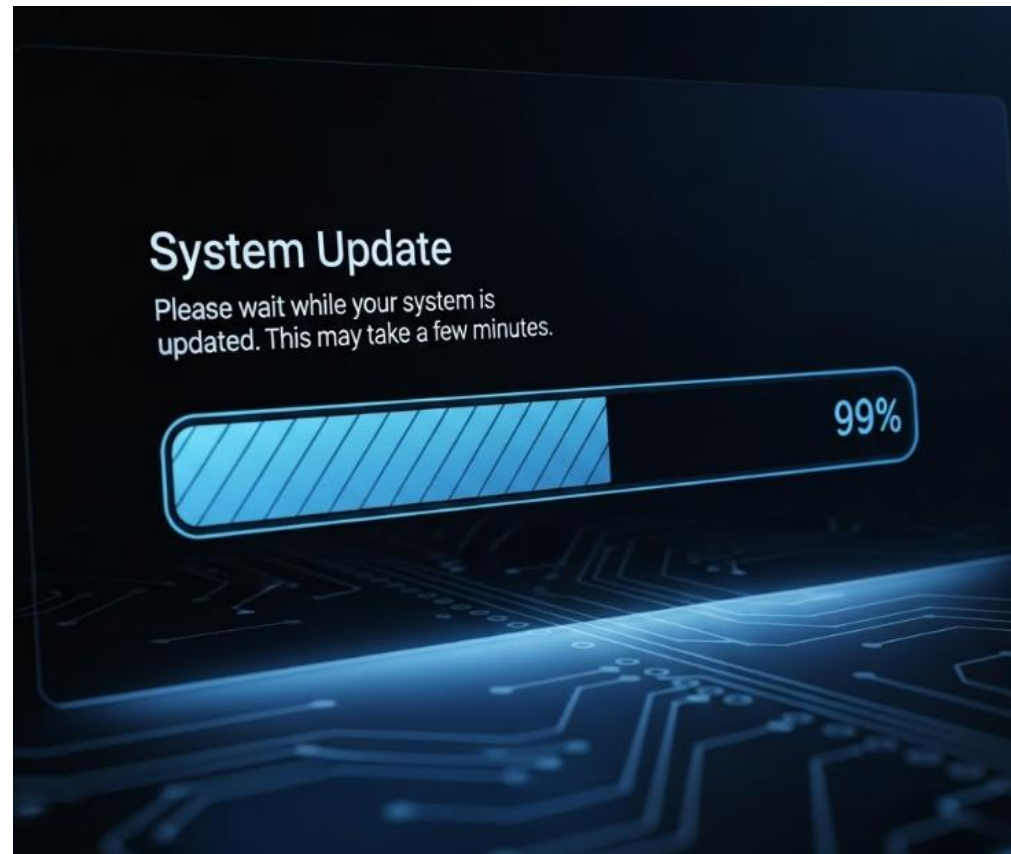 System Update
Please wait while your system is
updated. This may take a few minutes.
99%